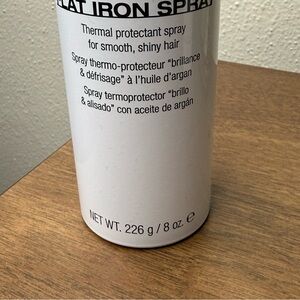 FLAT IRON SPRAY
Thermal protectant spray
for smooth, shiny hair
Spray thermo-protecteur "brillance
& défrisage" à l'huile d'argan
Spray termoprotector "brillo
& alisado" con aceite de argán
NET WT. 226 g / 8 oz. ℮